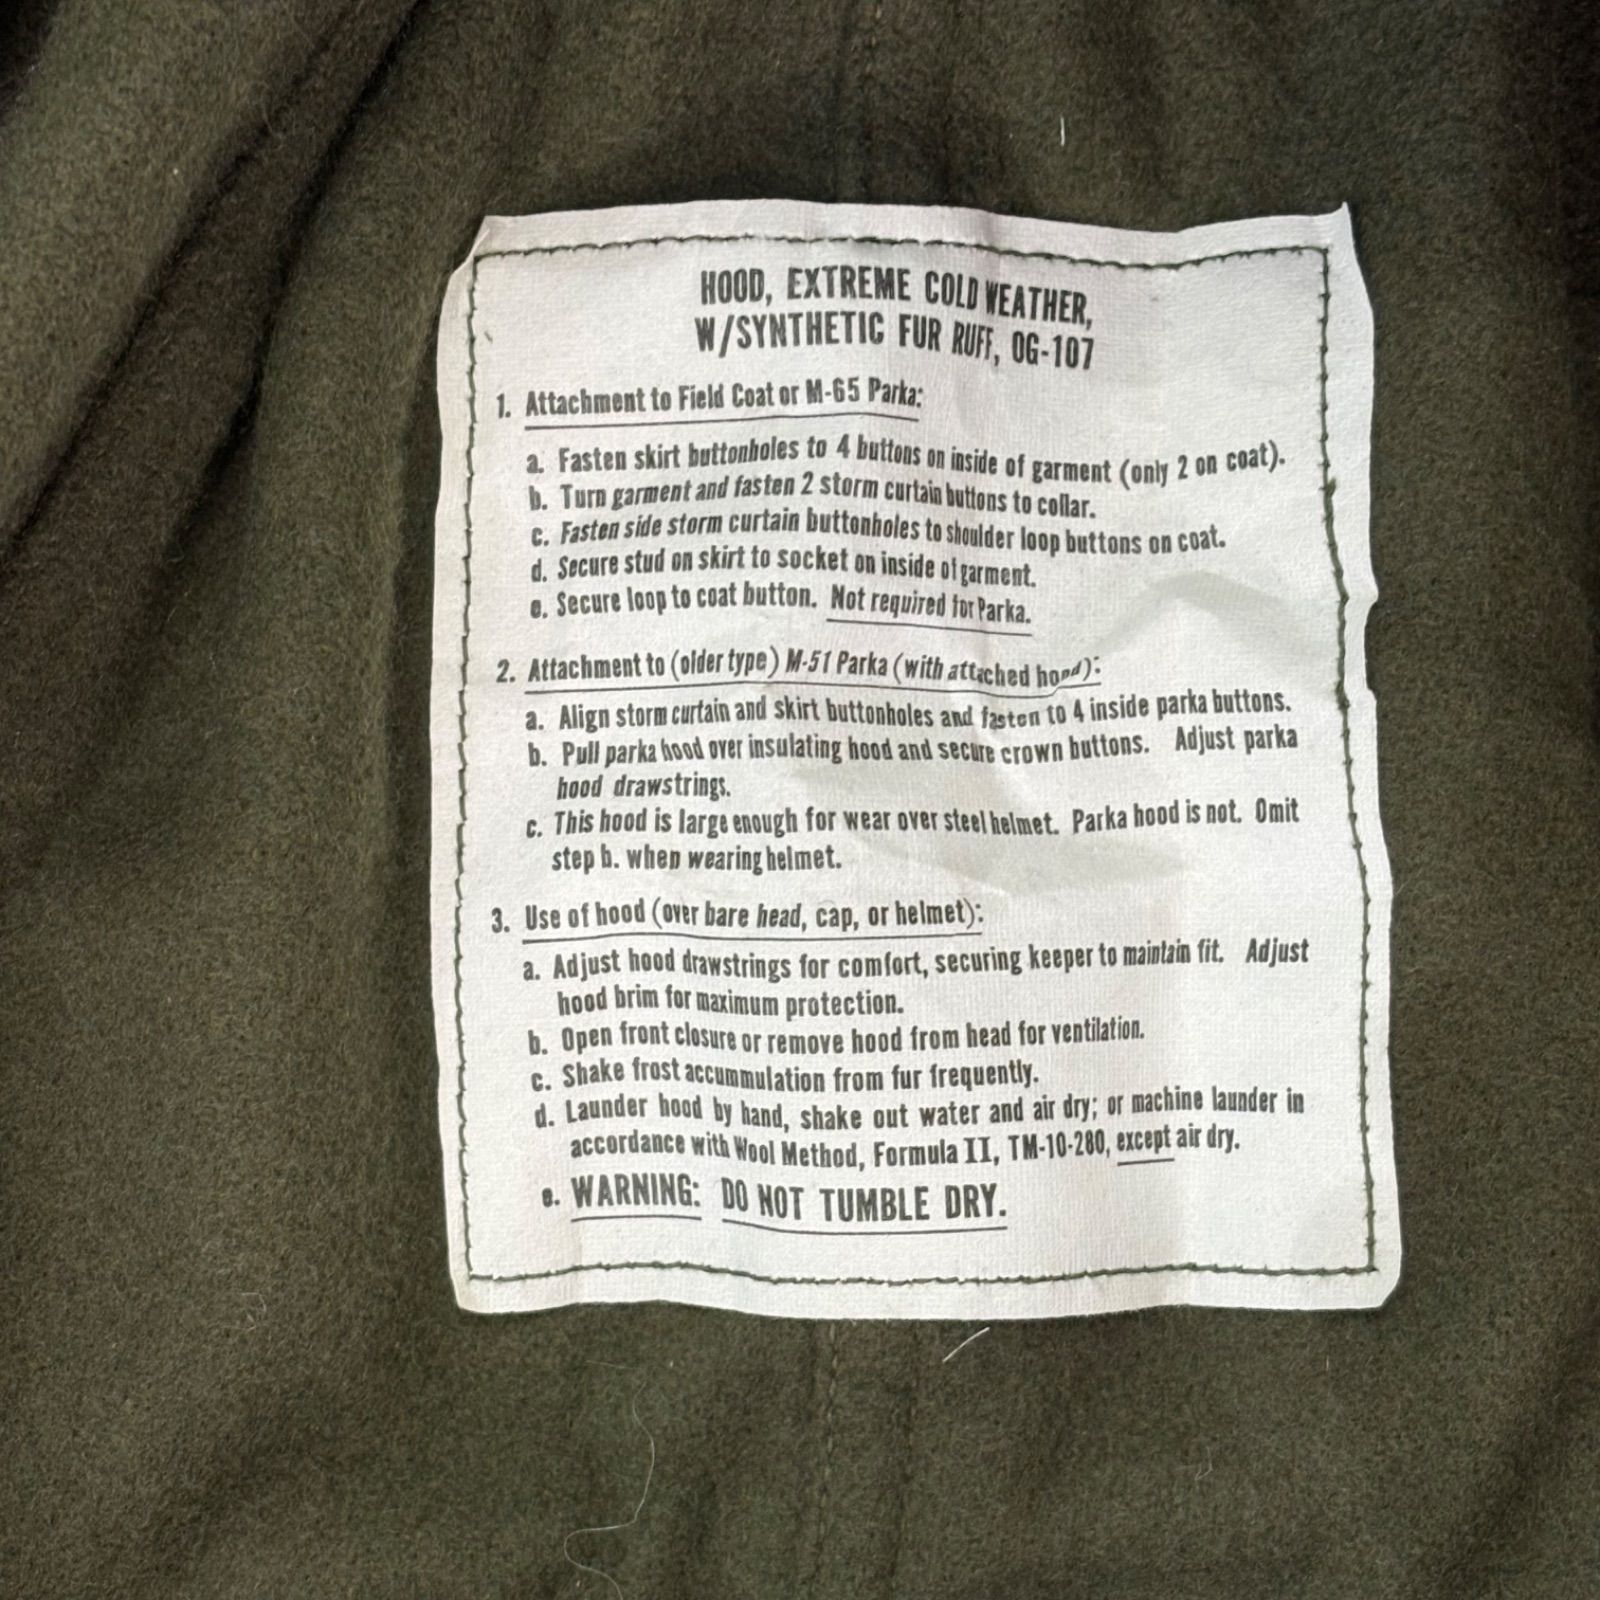 HOOD, EXTREME COLD WEATHER,
W/SYNTHETIC FUR RUFF, OG-107
1. Attachment to Field Coat or M-65 Parka:
a. Fasten skirt buttonholes to 4 buttons on inside of garment (only 2 on coat).
b. Turn garment and fasten 2 storm curtain buttons to collar.
c. Fasten side storm curtain buttonholes to shoulder loop buttons on coat.
d. Secure stud on skirt to socket on inside of garment.
e. Secure loop to coat button. Not required for Parka.
2. Attachment to (older type) M-51 Parka (with attached hood):
a. Align storm curtain and skirt buttonholes and fasten to 4 inside parka buttons.
b. Pull parka hood over insulating hood and secure crown buttons. Adjust parka
hood drawstrings.
c. This hood is large enough for wear over steel helmet. Parka hood is not. Omit
step b. when wearing helmet.
3. Use of hood (over bare head, cap, or helmet):
a. Adjust hood drawstrings for comfort, securing keeper to maintain fit. Adjust
hood brim for maximum protection.
b. Open front closure or remove hood from head for ventilation.
c. Shake frost accummulation from fur frequently.
d. Launder hood by hand, shake out water and air dry; or machine launder in
accordance with Wool Method, Formula II, TM-10-280, except air dry.
e. WARNING: DO NOT TUMBLE DRY.